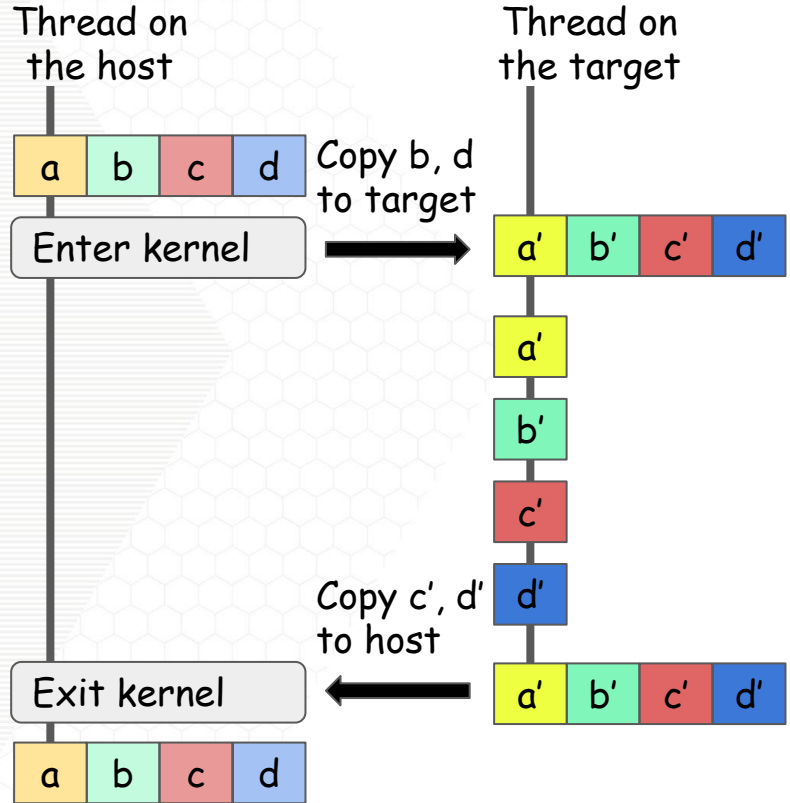 Thread on
the host
Thread on
the target
a b c d
Copy b, d
to target
Enter kernel
a′ b′ c′ d′
a′
b′
c′
d′
Copy c′, d′
to host
Exit kernel
a′ b′ c′ d′
a b c d